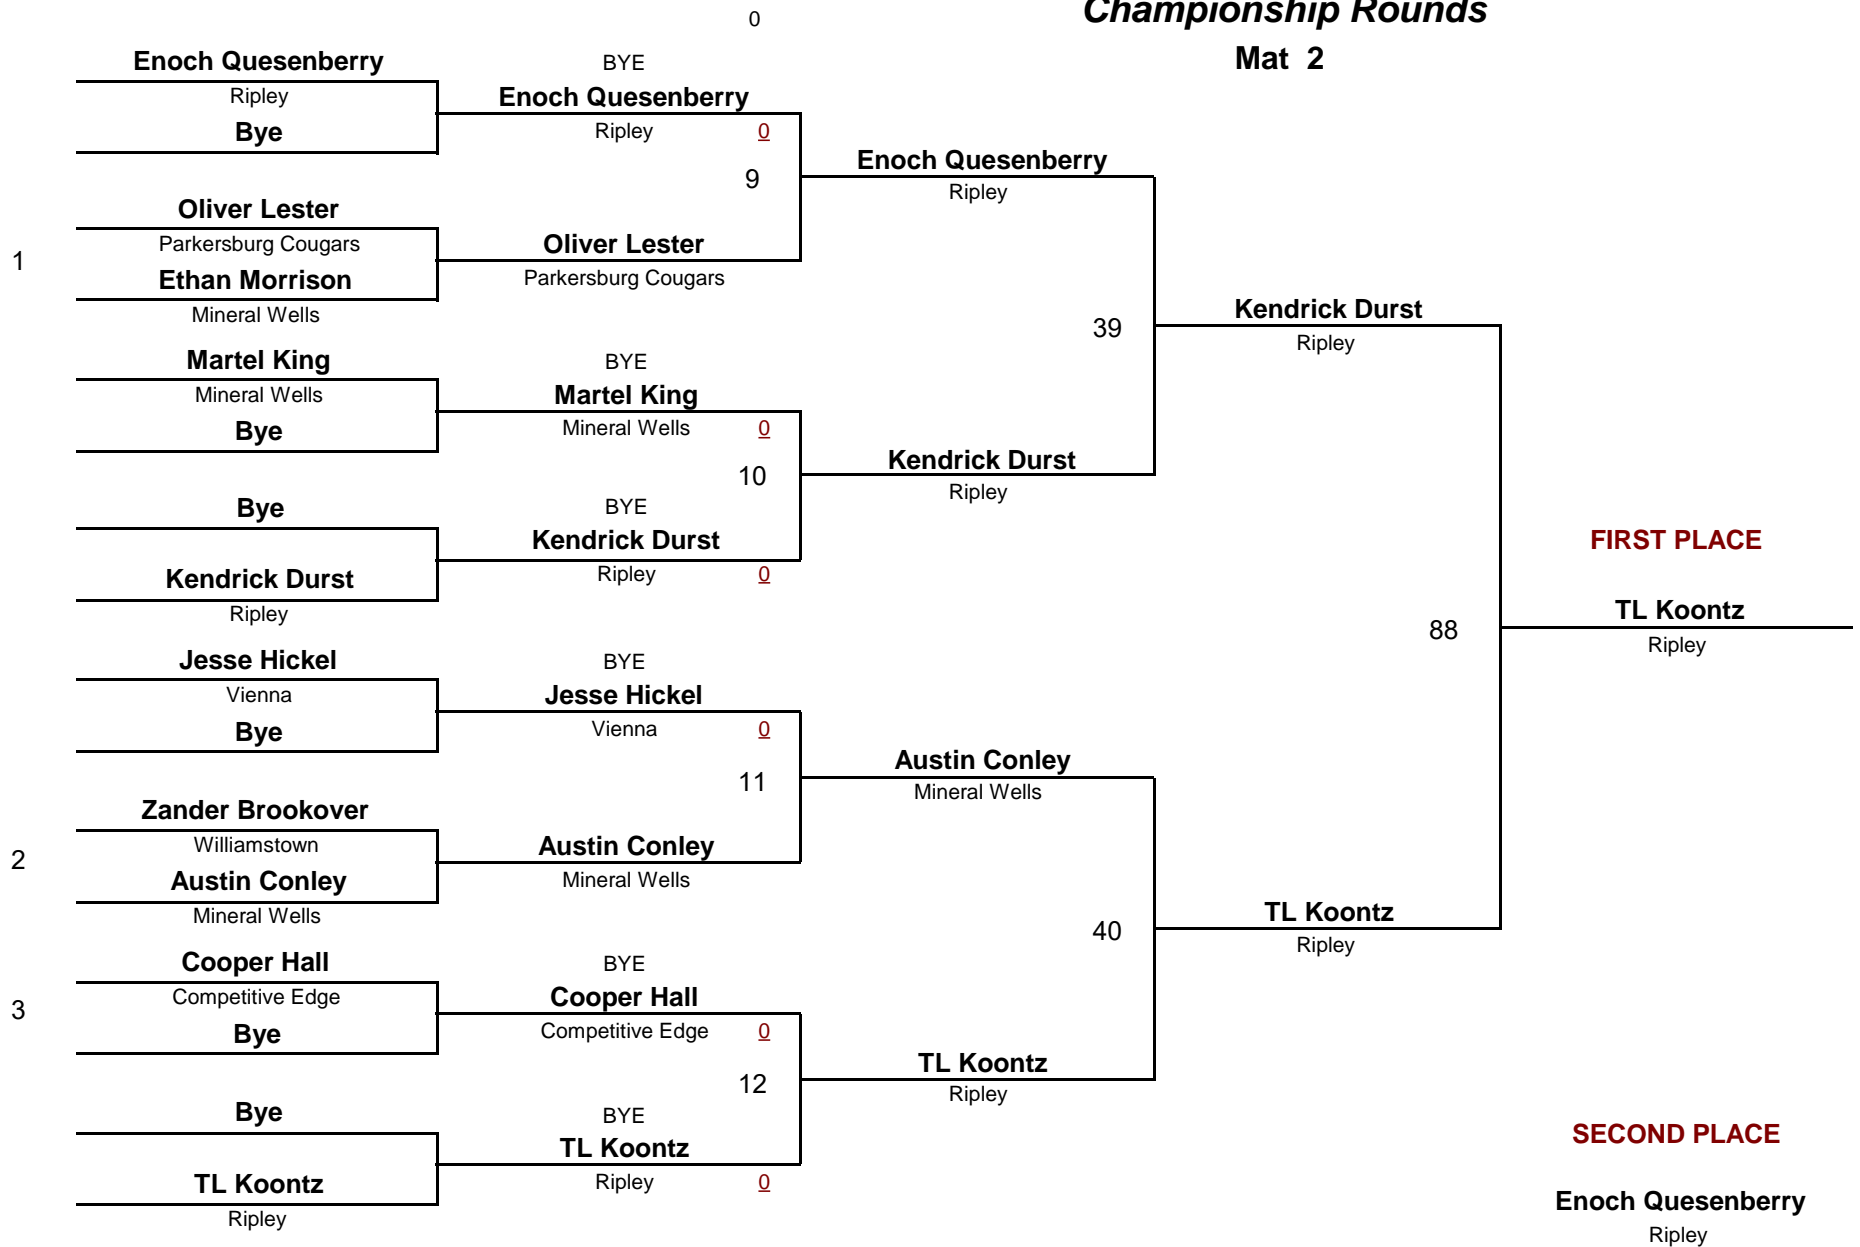 Championship Rounds
Mat 2
0
Enoch Quesenberry
Ripley
Bye
1
Oliver Lester
Parkersburg Cougars
Ethan Morrison
Mineral Wells
Martel King
Mineral Wells
Bye
Bye
Kendrick Durst
Ripley
Jesse Hickel
Vienna
Bye
2
Zander Brookover
Williamstown
Austin Conley
Mineral Wells
3
Cooper Hall
Competitive Edge
Bye
Bye
TL Koontz
Ripley
BYE
Enoch Quesenberry
Ripley
0
9
Oliver Lester
Parkersburg Cougars
BYE
Martel King
Mineral Wells
0
10
BYE
Kendrick Durst
Ripley
0
BYE
Jesse Hickel
Vienna
0
11
Austin Conley
Mineral Wells
BYE
Cooper Hall
Competitive Edge
0
12
BYE
TL Koontz
Ripley
0
Enoch Quesenberry
Ripley
39
Kendrick Durst
Ripley
Austin Conley
Mineral Wells
40
TL Koontz
Ripley
Kendrick Durst
Ripley
88
TL Koontz
Ripley
FIRST PLACE
TL Koontz
Ripley
SECOND PLACE
Enoch Quesenberry
Ripley